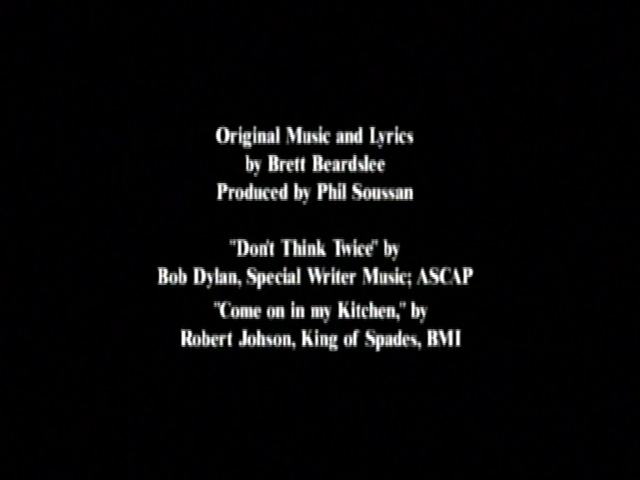 Original Music and Lyrics
by Brett Beardslee
Produced by Phil Soussan
"Don't Think Twice" by
Bob Dylan, Special Writer Music; ASCAP
"Come on in my Kitchen," by
Robert Johson, King of Spades, BMI